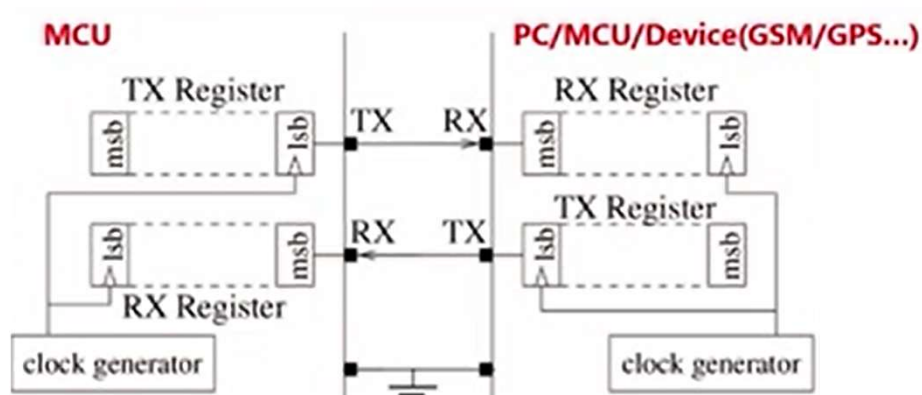 MCU
PC/MCU/Device(GSM/GPS...)
TX Register
RX Register
msb
lsb
TX
RX
msb
lsb
TX Register
lsb
msb
RX
TX
lsb
msb
RX Register
clock generator
clock generator